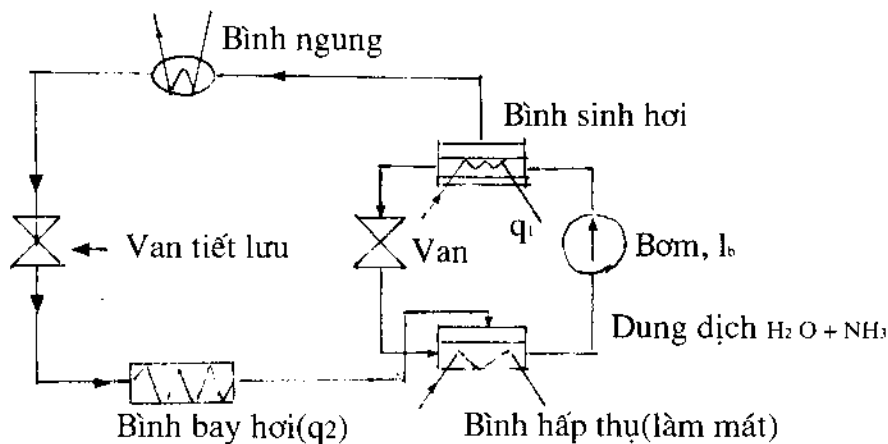 Bình ngung
Bình sinh hơi
q₁
Van tiết lưu
Van
Bơm, lb
Dung dịch H₂ O + NH₃
Bình bay hơi(q2)
Bình hấp thụ(làm mát)